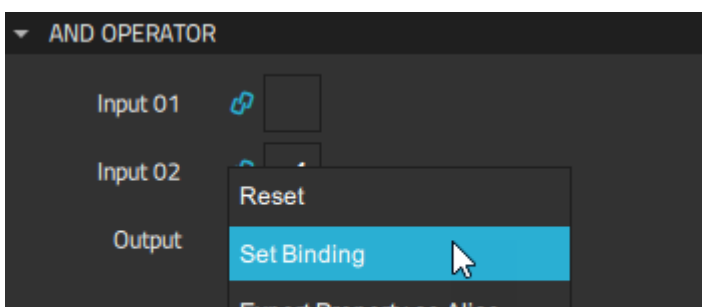 AND OPERATOR
Input 01
Input 02
Reset
Output
Set Binding